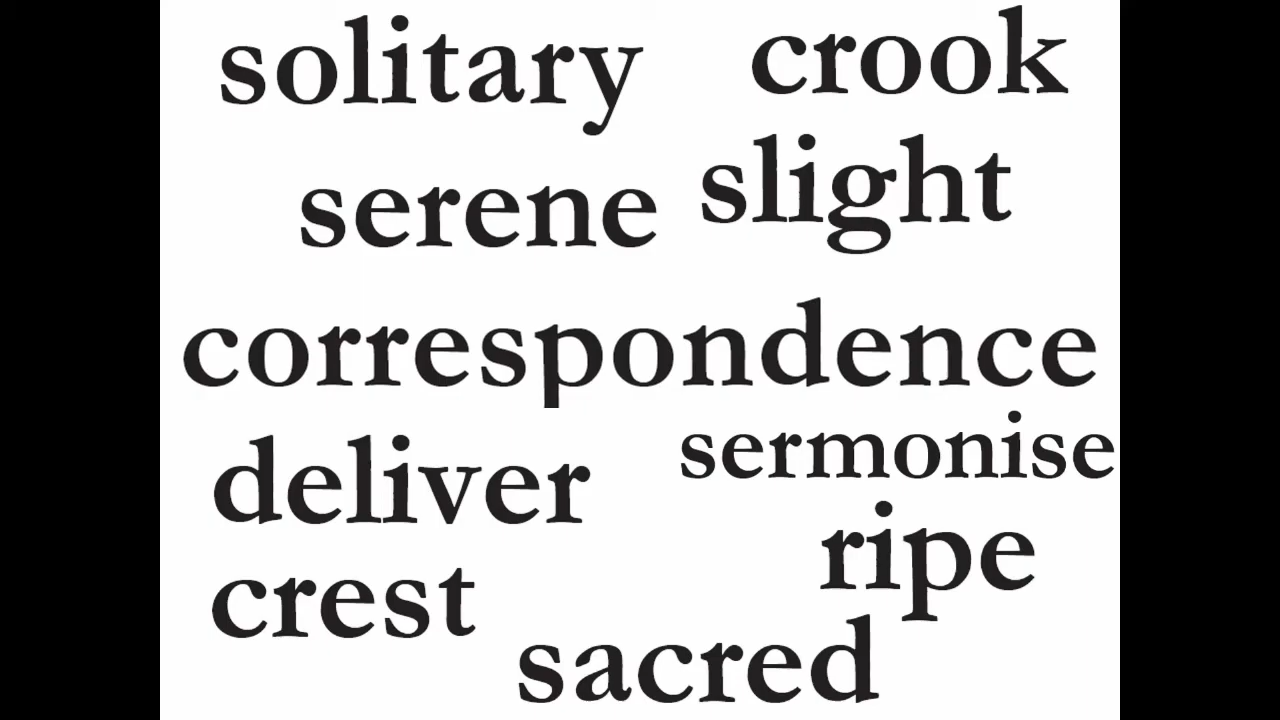 solitary crook
serene slight
correspondence
deliver sermonise
ripe
crest
sacred